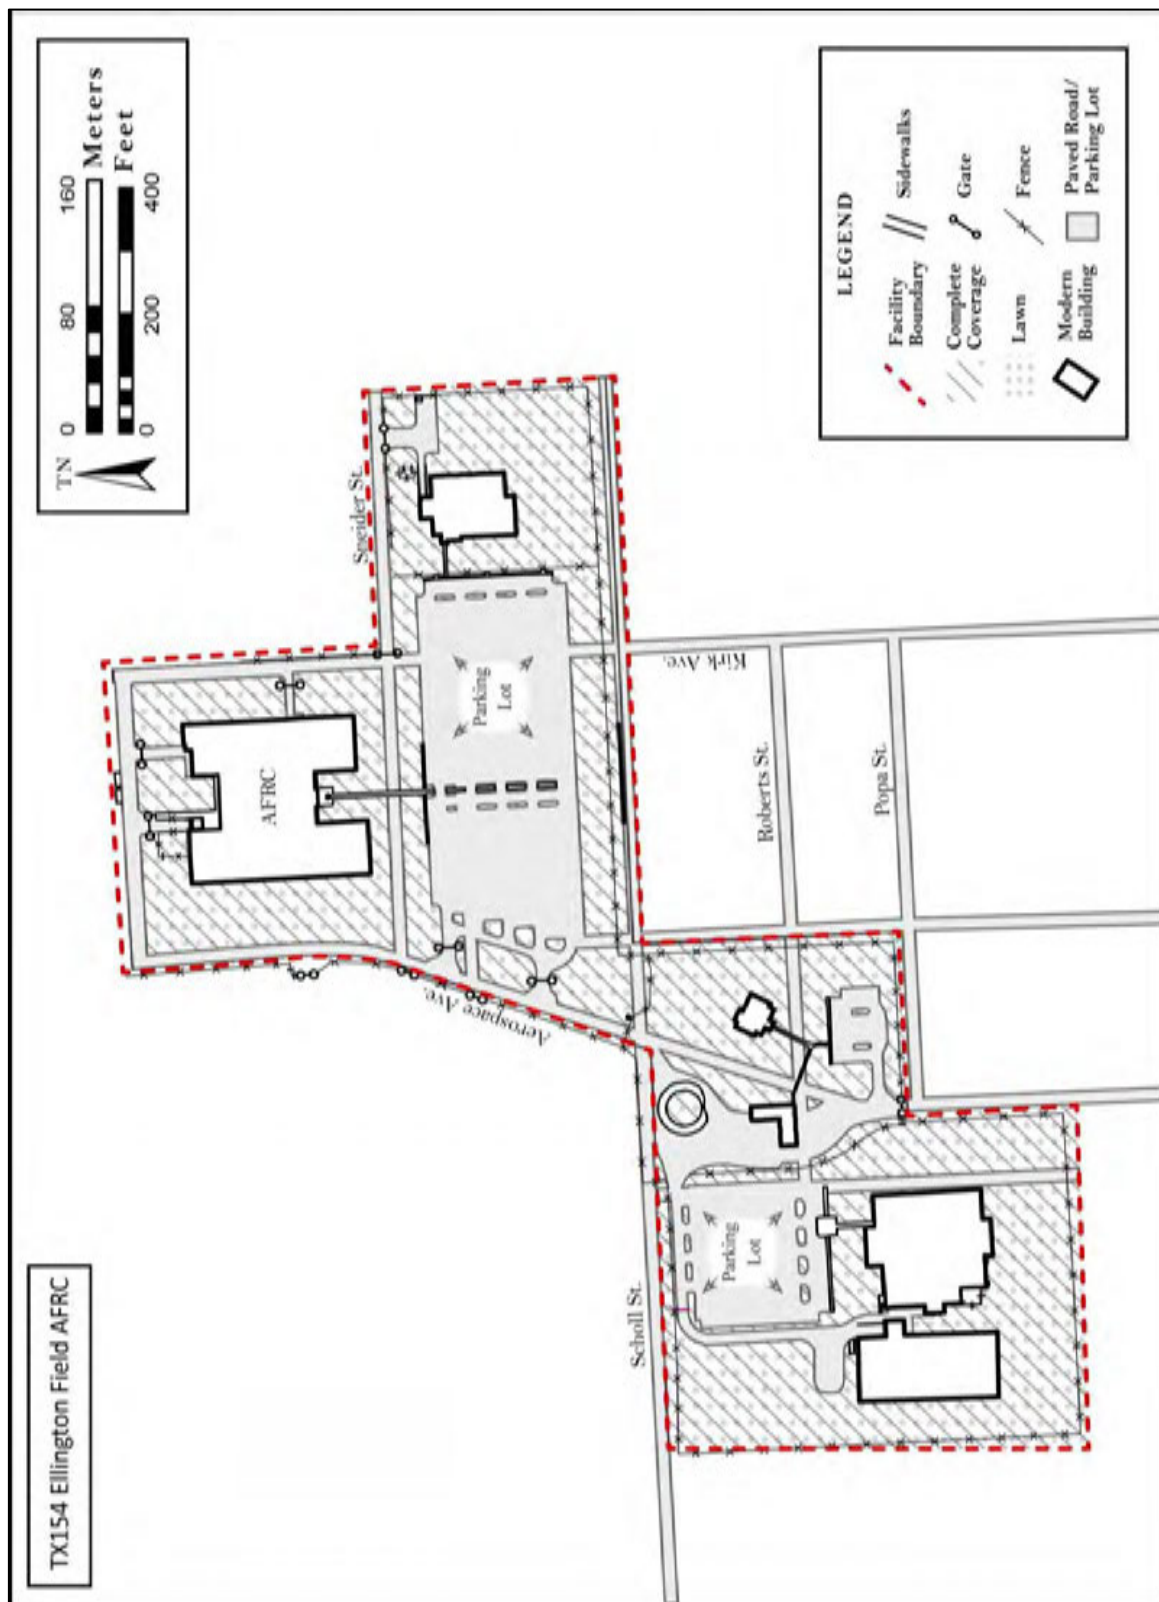 TX154 Ellington Field AFRC
TN
0 80 160
Meters
Feet
0 200 400
Sneider St.
AFRC
Parking
Lot
Kirk Ave.
Aerospace Ave.
Roberts St.
Popa St.
Scholl St.
Parking
Lot
LEGEND
Facility
Boundary
Sidewalks
Complete
Coverage
Gate
Lawn
Fence
Modern
Building
Paved Road/
Parking Lot